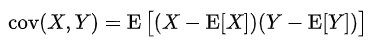 cov(X, Y) = E [(X − E[X])(Y − E[Y])]